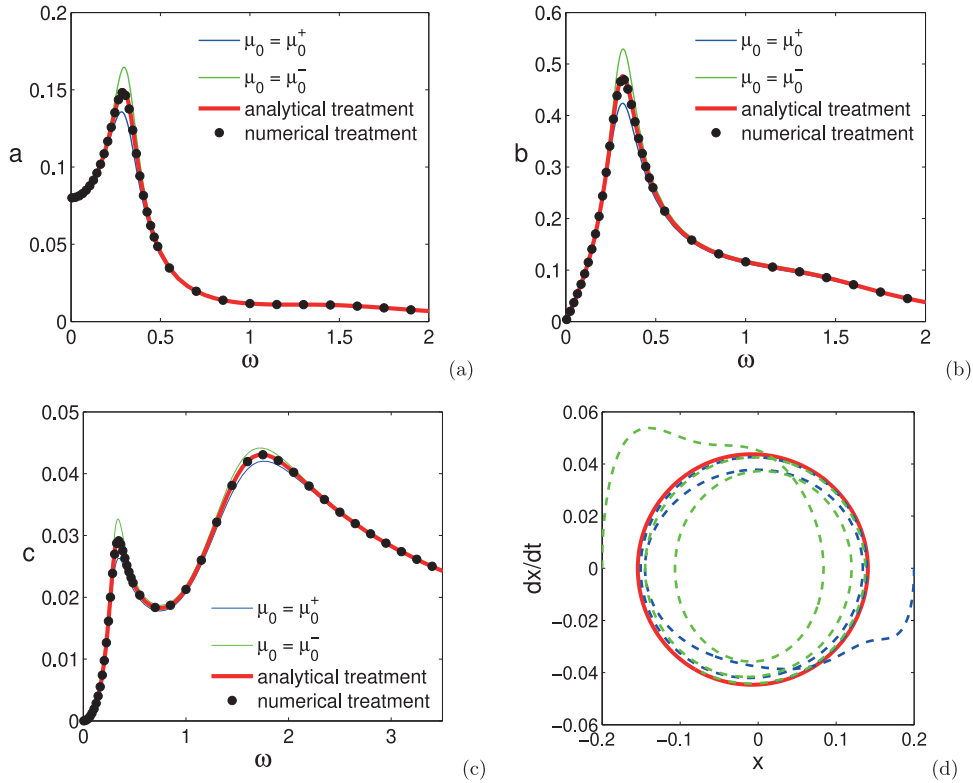 a
0.2
0.15
0.1
0.05
0
0 0.5 1 1.5 2
ω
μ₀ = μ₀⁺
μ₀ = μ₀⁻
analytical treatment
numerical treatment
(a)
b
0.6
0.5
0.4
0.3
0.2
0.1
0
0 0.5 1 1.5 2
ω
μ₀ = μ₀⁺
μ₀ = μ₀⁻
analytical treatment
numerical treatment
(b)
c
0.05
0.04
0.03
0.02
0.01
0
0 1 2 3
ω
μ₀ = μ₀⁺
μ₀ = μ₀⁻
analytical treatment
numerical treatment
(c)
dx/dt
0.06
0.04
0.02
0
-0.02
-0.04
-0.06
-0.2 -0.1 0 0.1 0.2
x
(d)